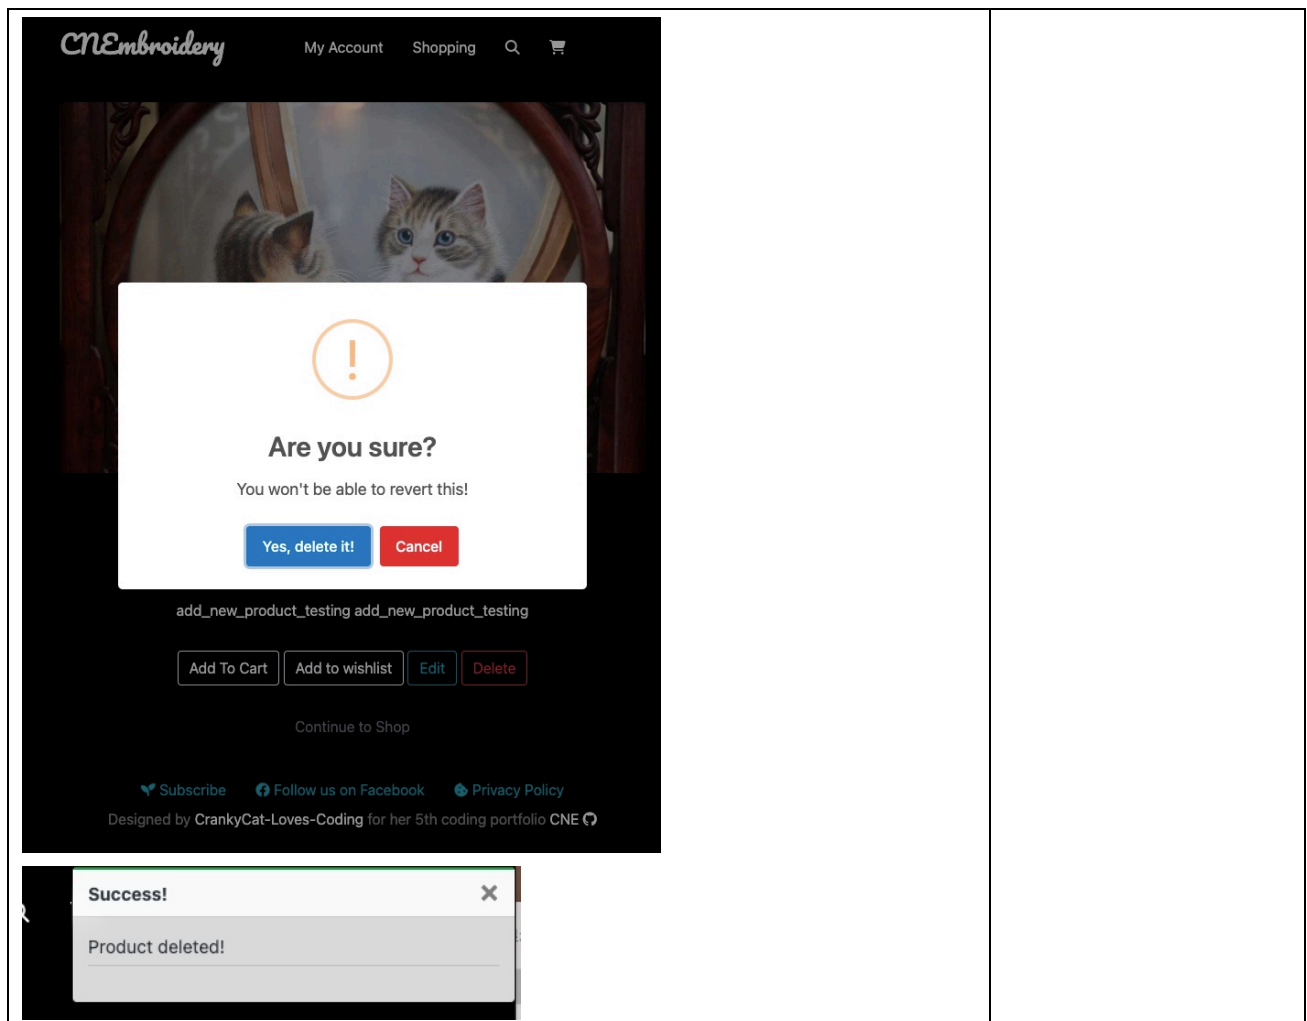 CNEmbroidery My Account Shopping
Are you sure?
You won't be able to revert this!
Yes, delete it! Cancel
add_new_product_testing add_new_product_testing
Add To Cart Add to wishlist Edit Delete
Continue to Shop
Subscribe Follow us on Facebook Privacy Policy
Designed by CrankyCat-Loves-Coding for her 5th coding portfolio CNE
Success! ×
Product deleted!